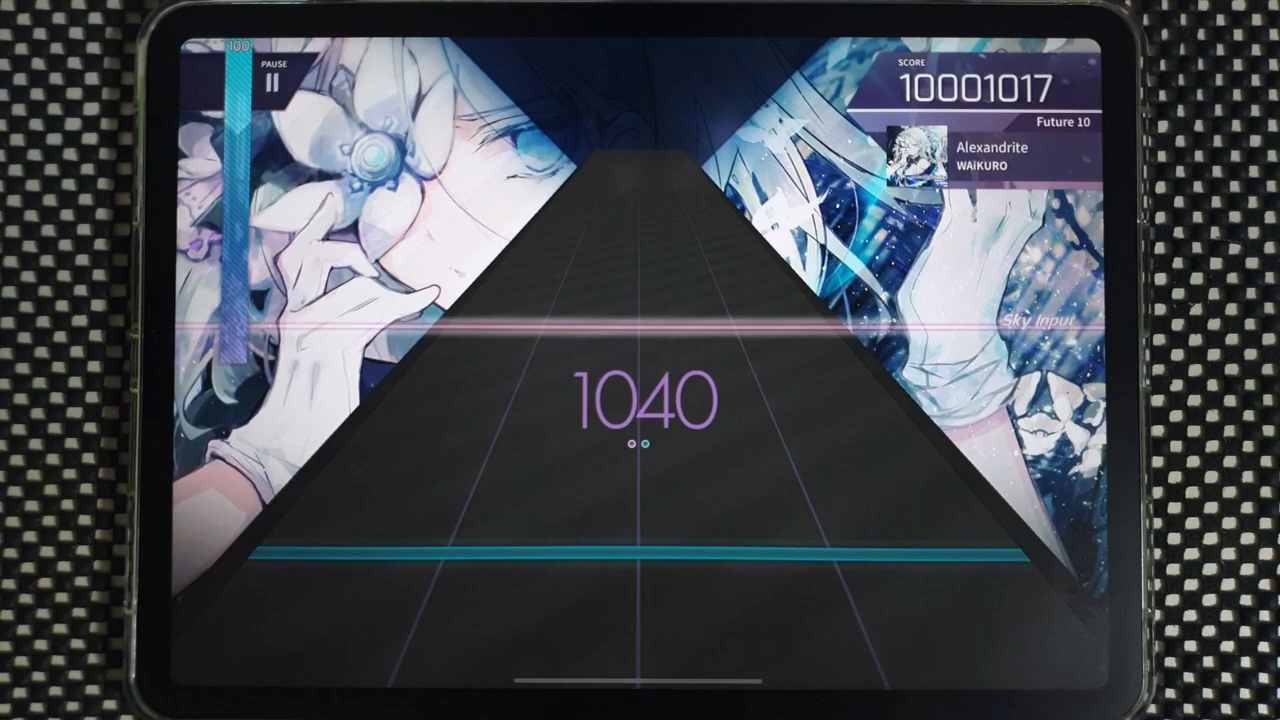 100
PAUSE
SCORE
10001017
Future 10
Alexandrite
WAiKURO
Sky Input
1040